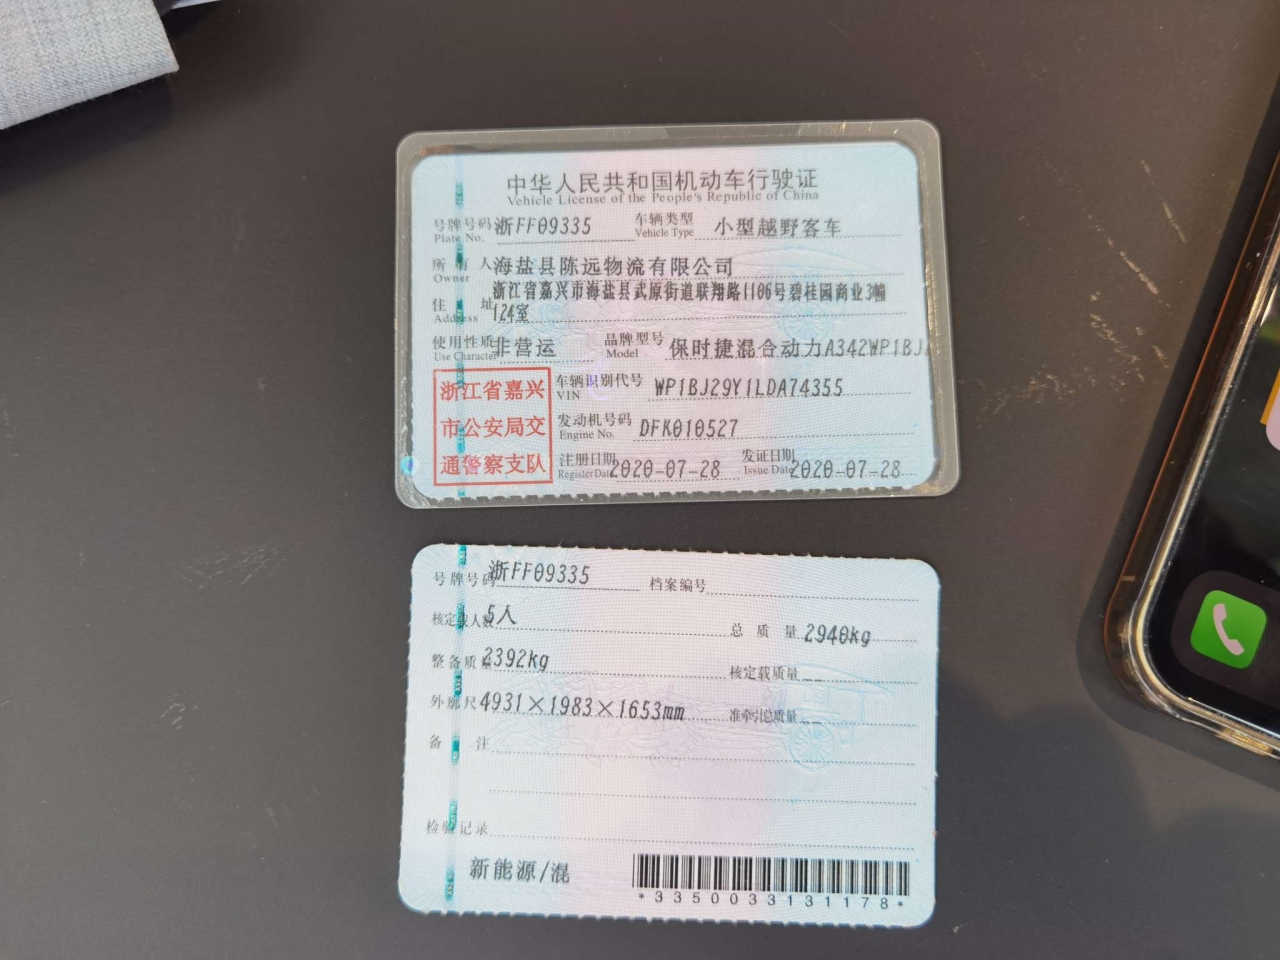 中华人民共和国机动车行驶证
Vehicle License of the People's Republic of China
号牌号码 浙FF09335 车辆类型 小型越野客车
Plate No. Vehicle Type
所有人 海盐县陈远物流有限公司
Owner
住址 浙江省嘉兴市海盐县武原街道联翔路1106号碧桂园商业3幢
Address 124室
使用性质 非营运 品牌型号 保时捷混合动力A342WP1BJ
Use Character Model
浙江省嘉兴
市公安局交
通警察支队
车辆识别代号 WP1BJ29Y1LDA74355
VIN
发动机号码 DFK010527
Engine No.
注册日期 2020-07-28 发证日期 2020-07-28
Register Date Issue Date
号牌号码 浙FF09335 档案编号
核定载人数 5人 总质量 2940kg
整备质量 2392kg 核定载质量 --
外廓尺 4931×1983×1653mm 准牵引总质量 --
备注
检验记录
新能源/混
*3350033131178*